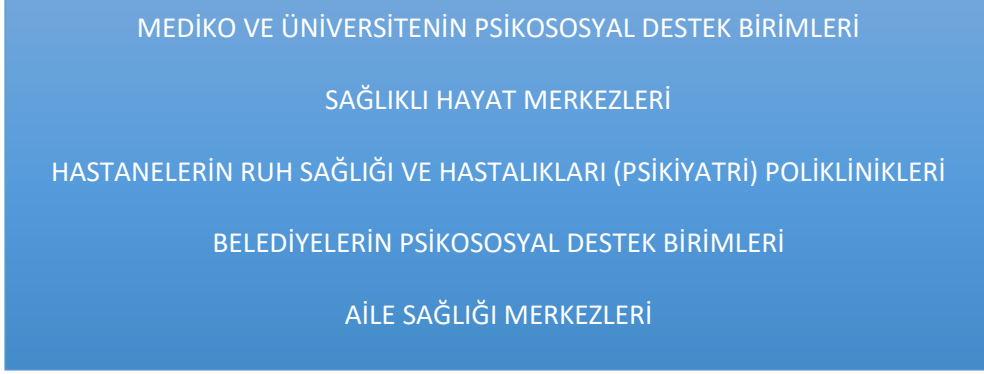 MEDİKO VE ÜNİVERSİTENİN PSİKOSOSYAL DESTEK BİRİMLERİ
SAĞLIKLI HAYAT MERKEZLERİ
HASTANELERİN RUH SAĞLIĞI VE HASTALIKLARI (PSİKİYATRİ) POLİKLİNİKLERİ
BELEDİYELERİN PSİKOSOSYAL DESTEK BİRİMLERİ
AİLE SAĞLIĞI MERKEZLERİ